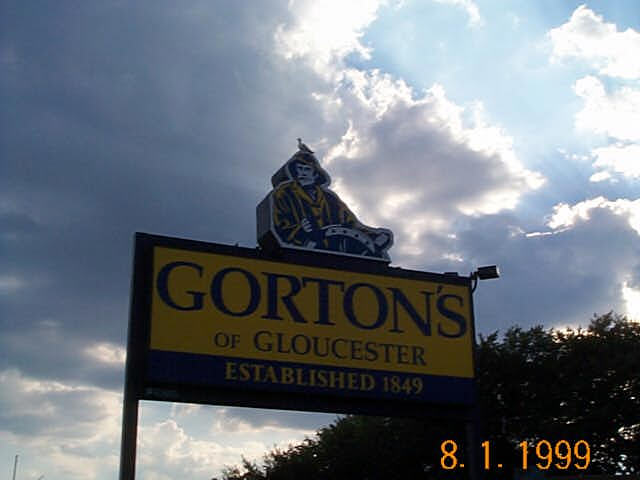 GORTON'S
OF GLOUCESTER
ESTABLISHED 1849
8. 1. 1999